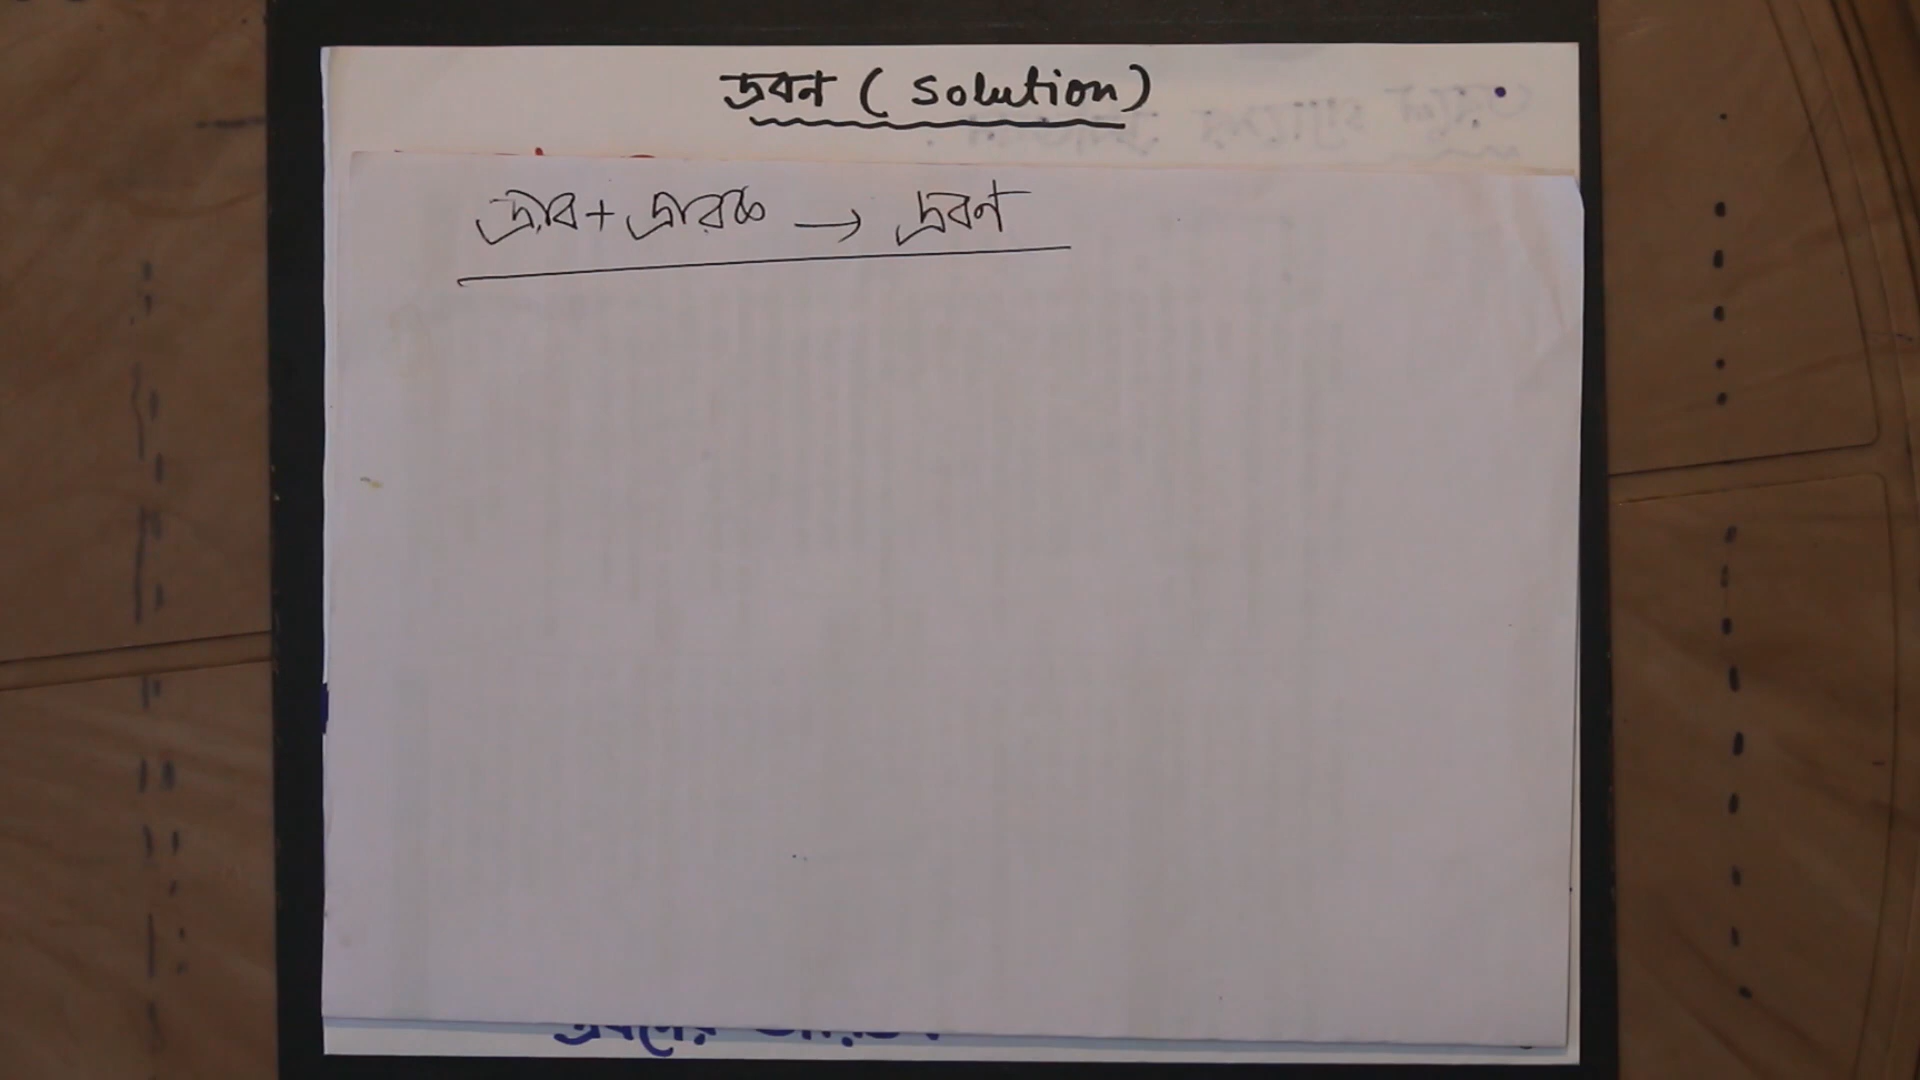 দ্রবণ ( Solution )
দ্রাব + দ্রাবক → দ্রবণ